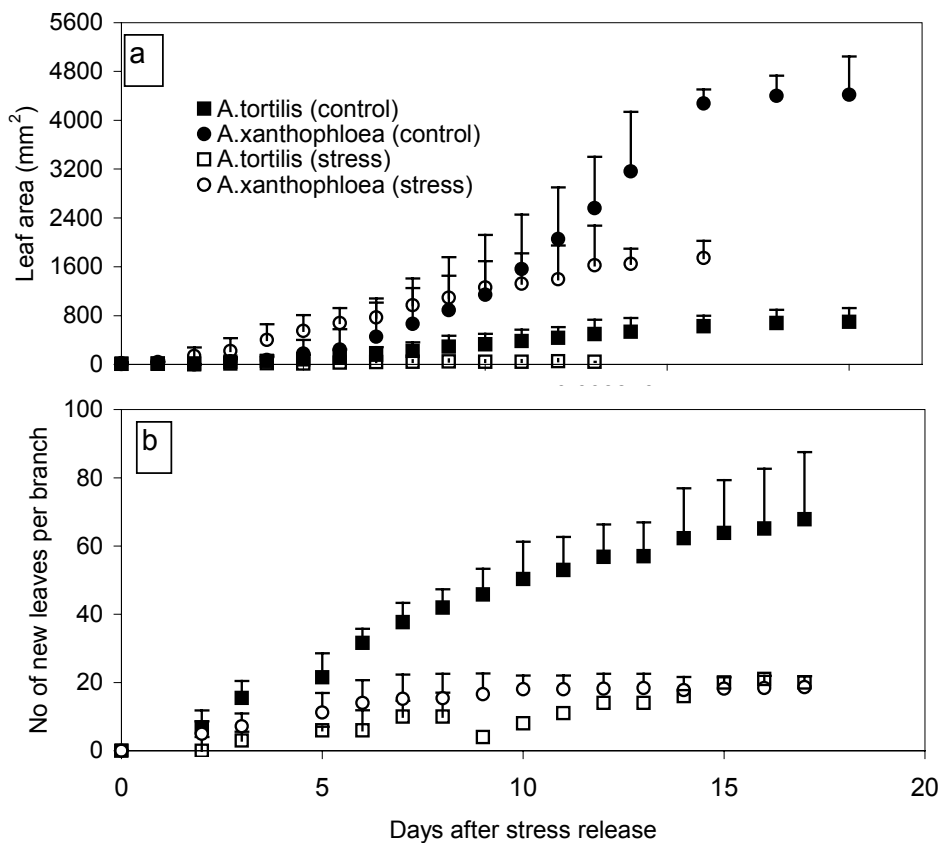 5600
a
4800
A.tortilis (control)
4000
A.xanthophloea (control)
A.tortilis (stress)
3200
A.xanthophloea (stress)
2400
1600
800
0
Leaf area (mm²)
100
b
80
60
40
20
0
No of new leaves per branch
0 5 10 15 20
Days after stress release